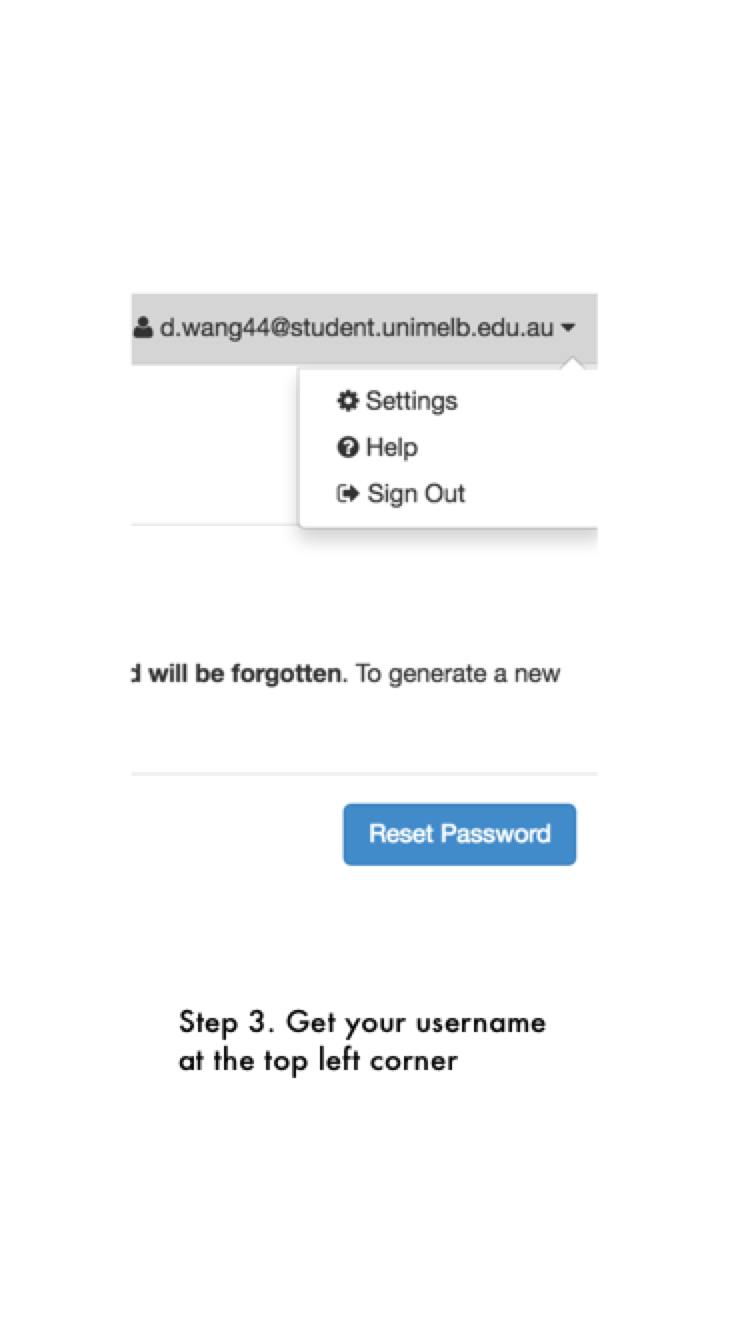 d.wang44@student.unimelb.edu.au
Settings
Help
Sign Out
will be forgotten. To generate a new
Reset Password
Step 3. Get your username
at the top left corner